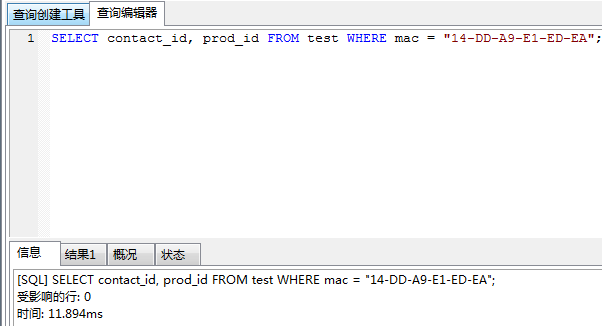 查询创建工具 查询编辑器
1 SELECT contact_id, prod_id FROM test WHERE mac = "14-DD-A9-E1-ED-EA";
信息 结果1 概况 状态
[SQL] SELECT contact_id, prod_id FROM test WHERE mac = "14-DD-A9-E1-ED-EA";
受影响的行: 0
时间: 11.894ms